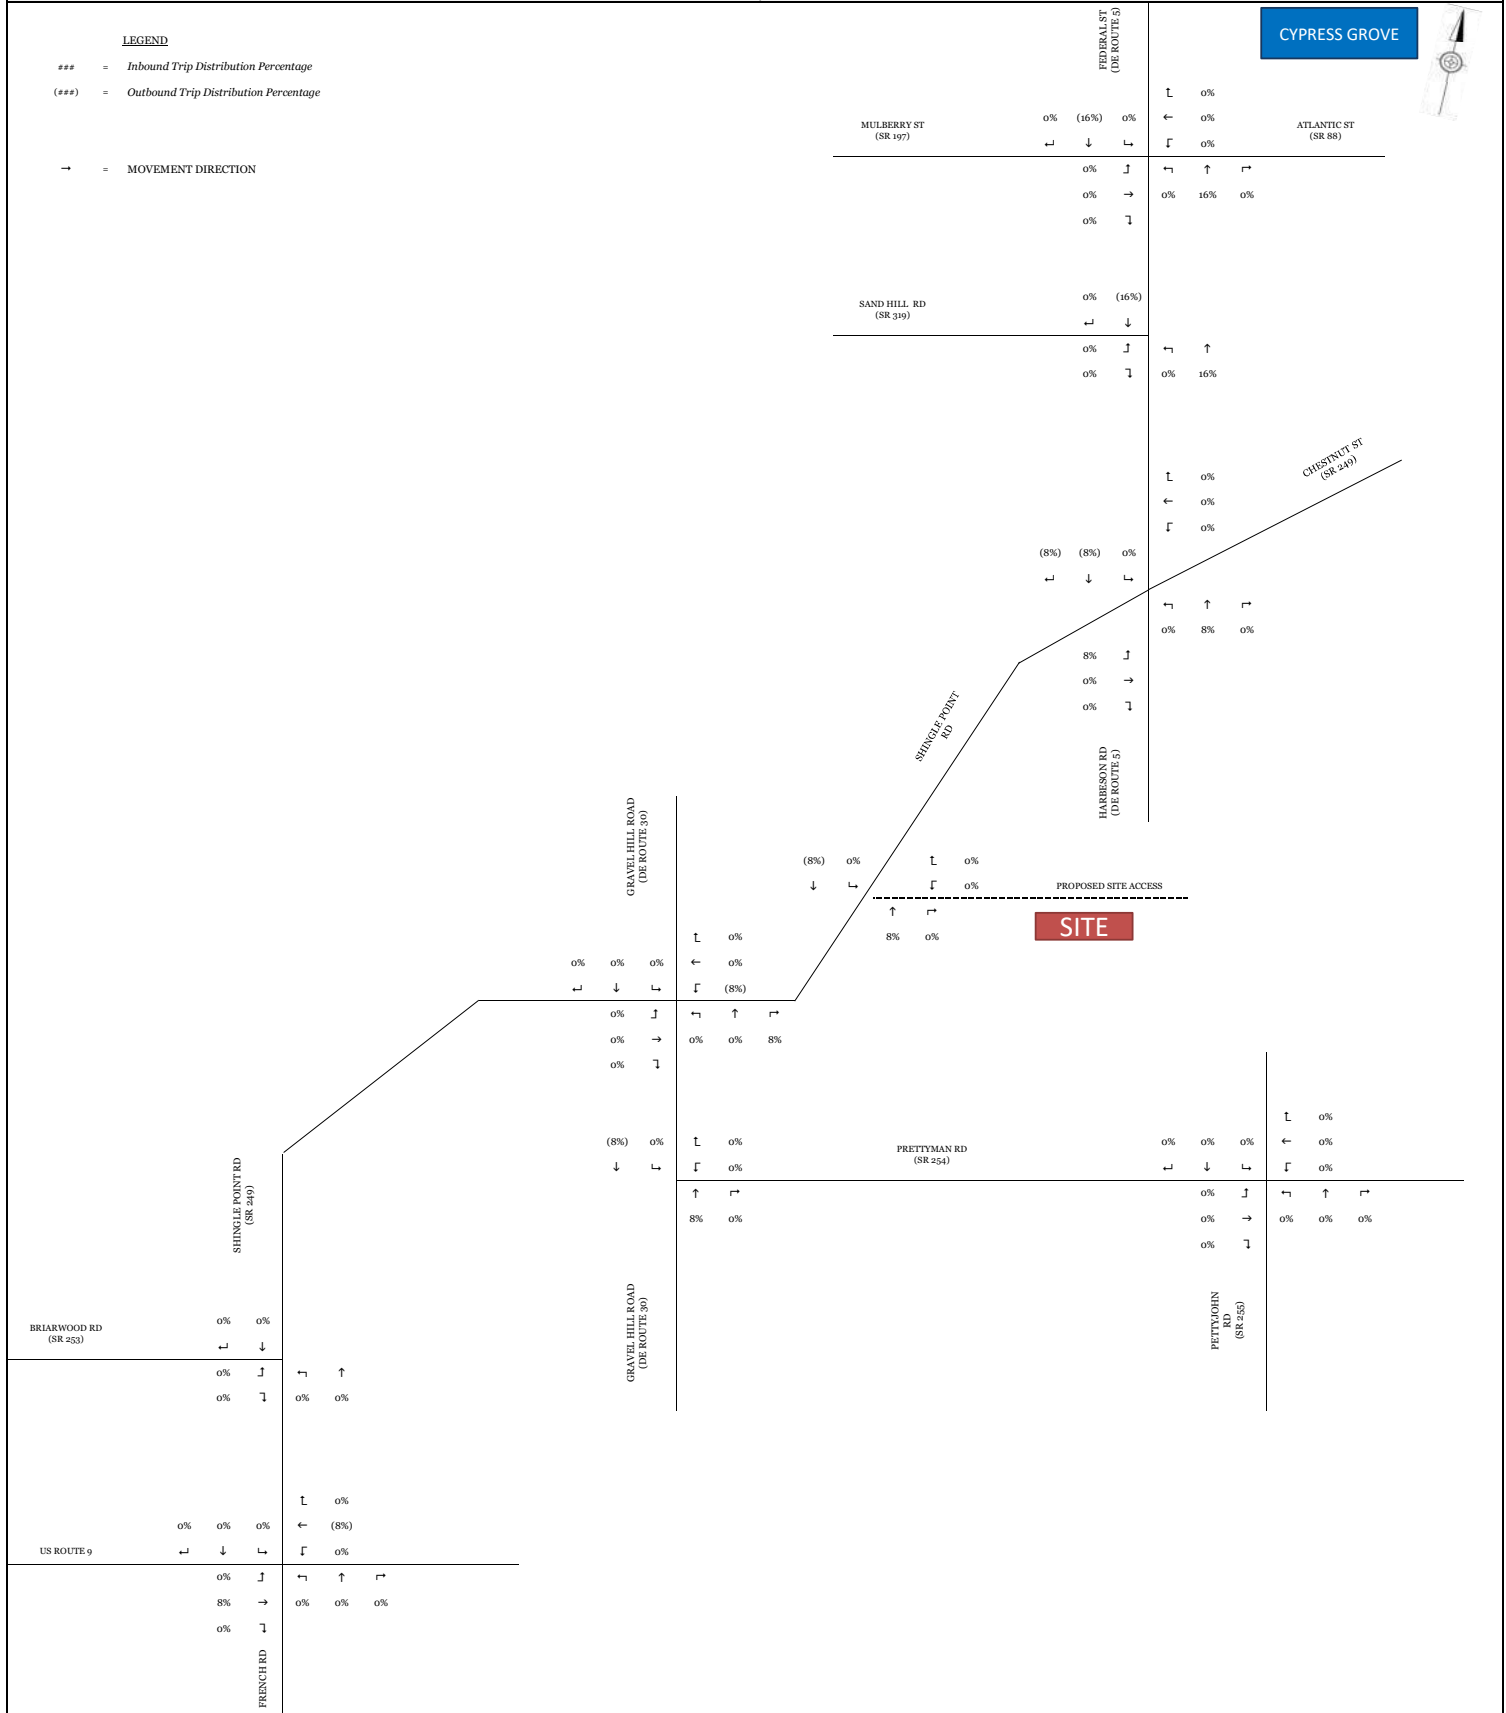 CYPRESS GROVE
LEGEND
### = Inbound Trip Distribution Percentage
(###) = Outbound Trip Distribution Percentage
→ = MOVEMENT DIRECTION
FEDERAL ST
(DE ROUTE 5)
MULBERRY ST
(SR 197)
ATLANTIC ST
(SR 88)
↰ 0%
0% (16%) 0% ← 0%
↵ ↓ ↳ ↲ 0%
0% ⮥ ↰ ↑ ↱
0% → 0% 16% 0%
0% ↴
SAND HILL RD
(SR 319)
0% (16%)
↵ ↓
0% ⮥ ↰ ↑
0% ↴ 0% 16%
CHESTNUT ST
(SR 249)
0%
← 0%
0%
(8%) (8%) 0%
↵ ↓ ↳
↰ ↑ ↱
0% 8% 0%
8%
0% →
0% ↴
SHINGLE POINT
RD
HARBESON RD
(DE ROUTE 5)
GRAVEL HILL ROAD
(DE ROUTE 30)
(8%) 0% 0%
↓ ↳ 0%
PROPOSED SITE ACCESS
↑ ↱
8% 0%
SITE
0%
0% 0% 0% ← 0%
↵ ↓ ↳ (8%)
0% ↰ ↑ ↱
0% → 0% 0% 8%
0% ↴
(8%) 0% 0%
↓ ↳ 0%
↑ ↱
8% 0%
PRETTYMAN RD
(SR 254)
0%
0% 0% 0% ← 0%
↵ ↓ ↳ 0%
0% ↰ ↑ ↱
0% → 0% 0% 0%
0% ↴
SHINGLE POINT RD
(SR 249)
GRAVEL HILL ROAD
(DE ROUTE 30)
PETTYJOHN
RD
(SR 255)
BRIARWOOD RD
(SR 253)
0% 0%
↵ ↓
0% ↰ ↑
0% ↴ 0% 0%
US ROUTE 9
0%
0% 0% 0% ← (8%)
↵ ↓ ↳ 0%
0% ↰ ↑ ↱
8% → 0% 0% 0%
0% ↴
FRENCH RD